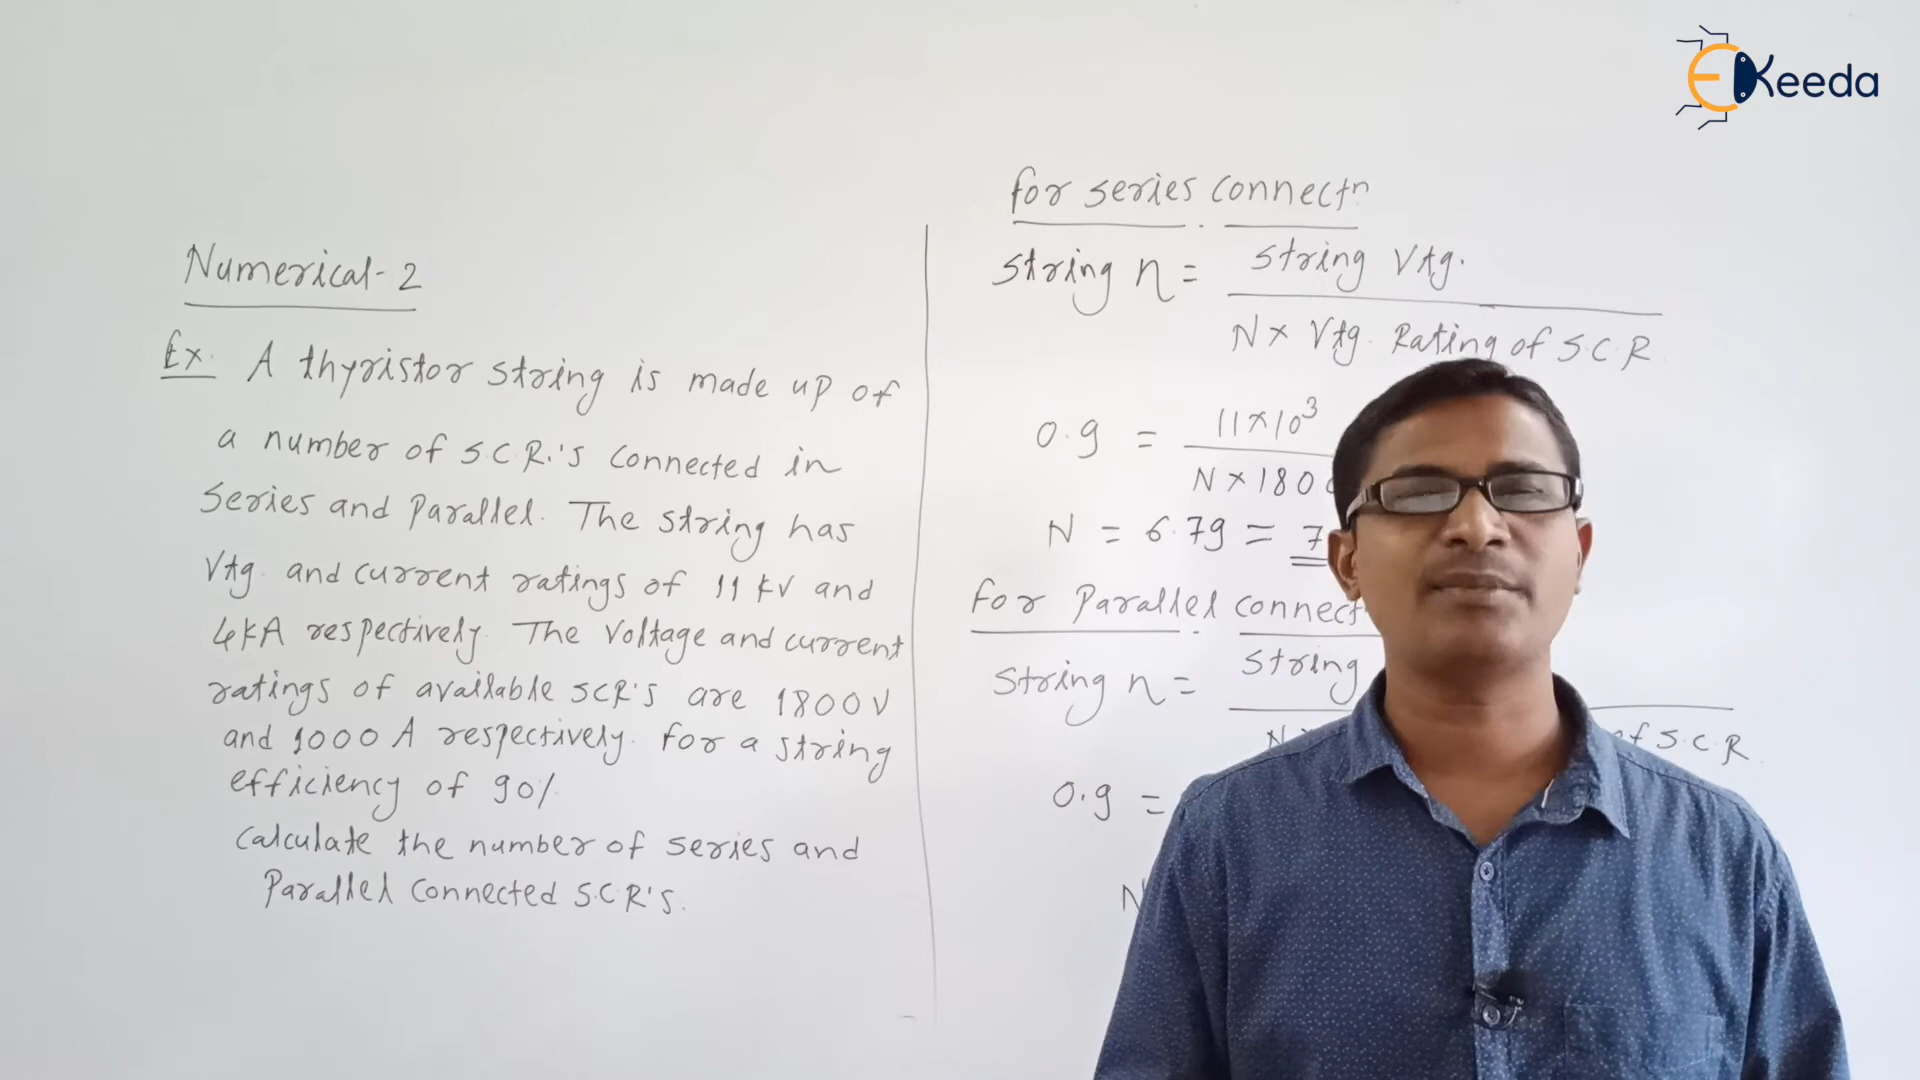 EKeeda
Numerical-2
Ex. A thyristor string is made up of
a number of S.C.R.'s connected in
series and Parallel. The string has
Vtg. and current ratings of 11 kV and
4kA respectively. The Voltage and current
ratings of available SCR'S are 1800V
and 1000 A respectively. for a string
efficiency of 90%
calculate the number of series and
Parallel connected S.C.R'S.
for series connectn
string η = string Vtg.
N x Vtg. Rating of S.C.R
0.9 = 11x10³
N x 180
N = 6.79 = 7
for Parallel connect
string η = string
of S.C.R
0.9 =
N